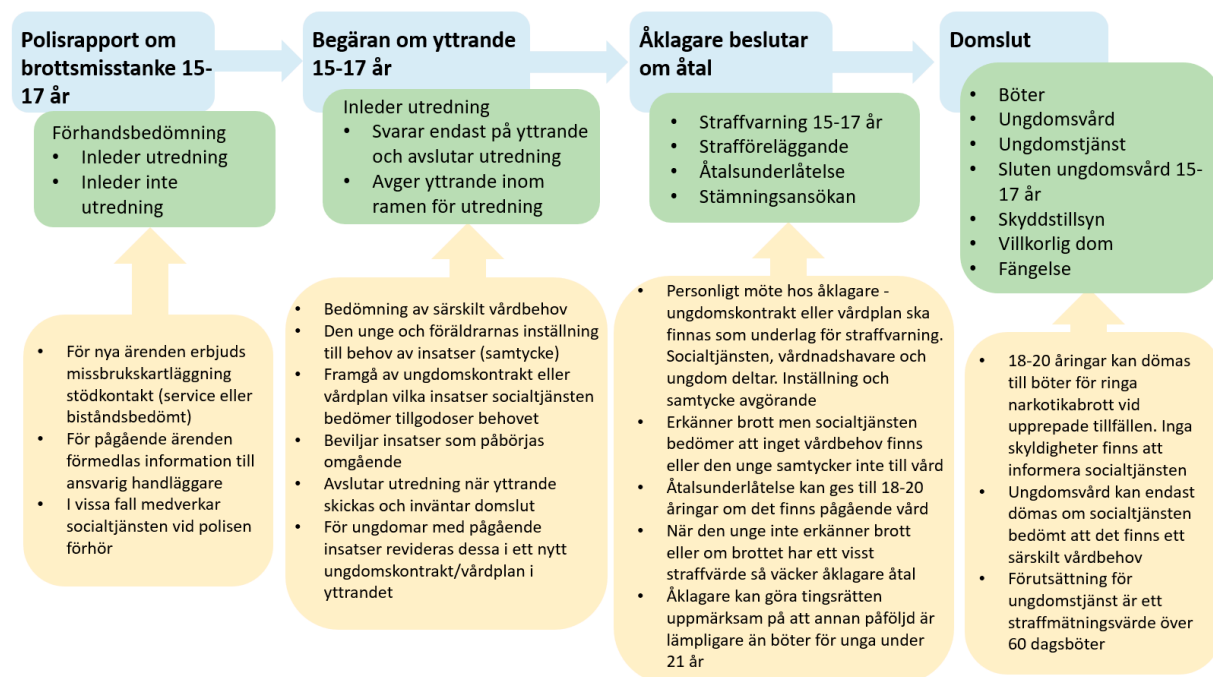 Polisrapport om
brottsmisstanke 15-
17 år
Förhandsbedömning
• Inleder utredning
• Inleder inte
utredning
• För nya ärenden erbjuds
missbrukskartläggning
stödkontakt (service eller
biståndsbedömt)
• För pågående ärenden
förmedlas information till
ansvarig handläggare
• I vissa fall medverkar
socialtjänsten vid polisen
förhör
Begäran om yttrande
15-17 år
Inleder utredning
• Svarar endast på yttrande
och avslutar utredning
• Avger yttrande inom
ramen för utredning
• Bedömning av särskilt vårdbehov
• Den unge och föräldrarnas inställning
till behov av insatser (samtycke)
• Framgå av ungdomskontrakt eller
vårdplan vilka insatser socialtjänsten
bedömer tillgodoser behovet
• Beviljar insatser som påbörjas
omgående
• Avslutar utredning när yttrande
skickas och inväntar domslut
• För ungdomar med pågående
insatser revideras dessa i ett nytt
ungdomskontrakt/vårdplan i
yttrandet
Åklagare beslutar
om åtal
• Straffvarning 15-17 år
• Strafföreläggande
• Åtalsunderlåtelse
• Stämningsansökan
• Personligt möte hos åklagare -
ungdomskontrakt eller vårdplan ska
finnas som underlag för straffvarning.
Socialtjänsten, vårdnadshavare och
ungdom deltar. Inställning och
samtycke avgörande
• Erkänner brott men socialtjänsten
bedömer att inget vårdbehov finns
eller den unge samtycker inte till vård
• Åtalsunderlåtelse kan ges till 18-20
åringar om det finns pågående vård
• När den unge inte erkänner brott
eller om brottet har ett visst
straffvärde så väcker åklagare åtal
• Åklagare kan göra tingsrätten
uppmärksam på att annan påföljd är
lämpligare än böter för unga under
21 år
Domslut
• Böter
• Ungdomsvård
• Ungdomstjänst
• Sluten ungdomsvård 15-
17 år
• Skyddstillsyn
• Villkorlig dom
• Fängelse
• 18-20 åringar kan dömas
till böter för ringa
narkotikabrott vid
upprepade tillfällen. Inga
skyldigheter finns att
informera socialtjänsten
• Ungdomsvård kan endast
dömas om socialtjänsten
bedömt att det finns ett
särskilt vårdbehov
• Förutsättning för
ungdomstjänst är ett
straffmätningsvärde över
60 dagsböter